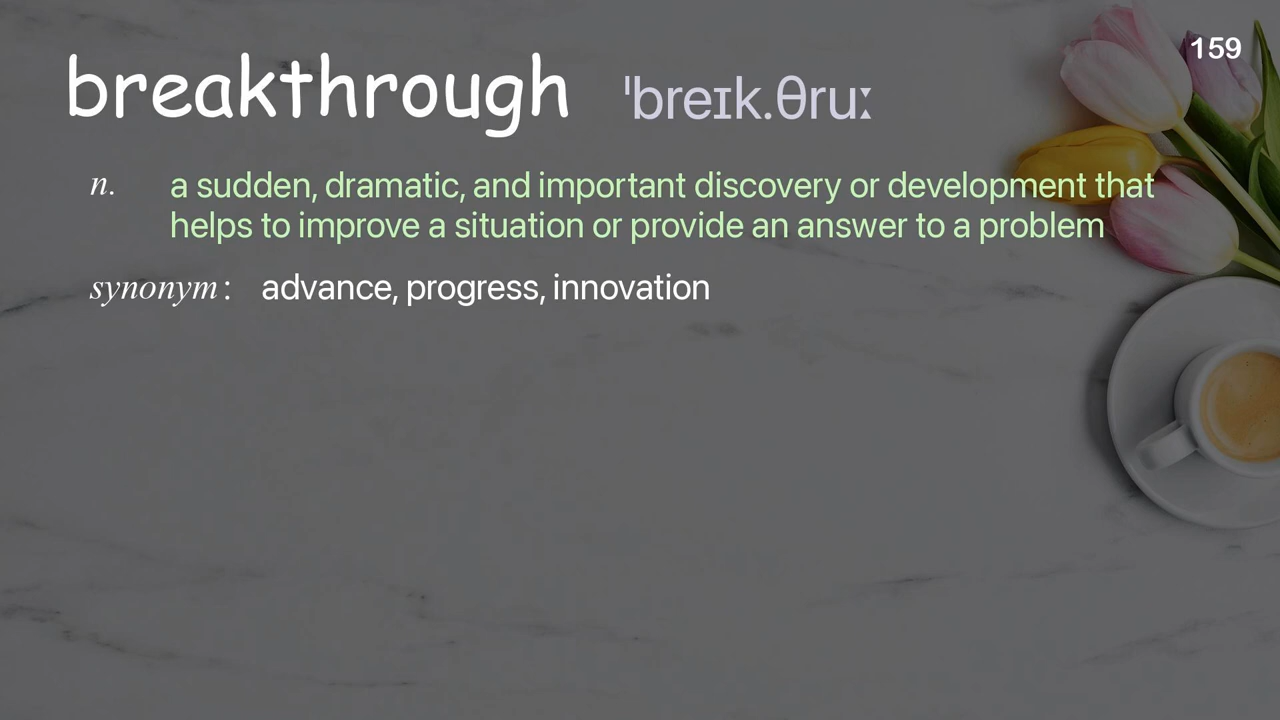 159
breakthrough ˈbreɪk.θruː
n. a sudden, dramatic, and important discovery or development that
helps to improve a situation or provide an answer to a problem
synonym: advance, progress, innovation